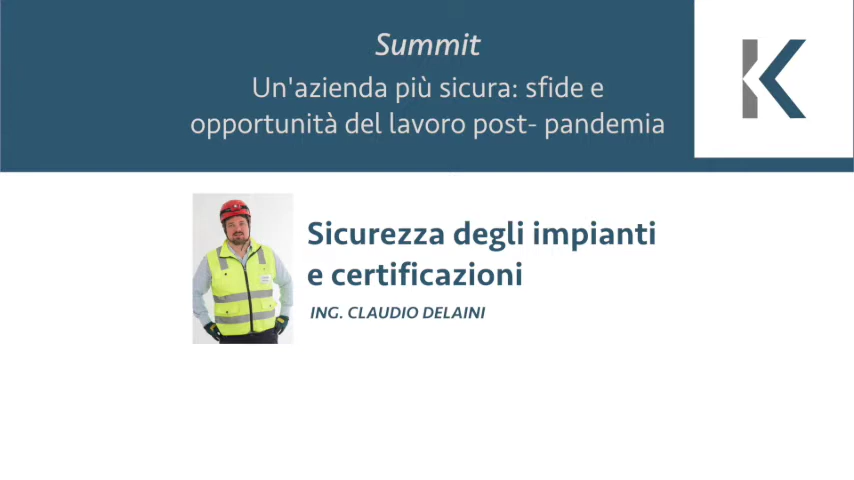 Summit
Un'azienda più sicura: sfide e
opportunità del lavoro post- pandemia
Sicurezza degli impianti
e certificazioni
ING. CLAUDIO DELAINI